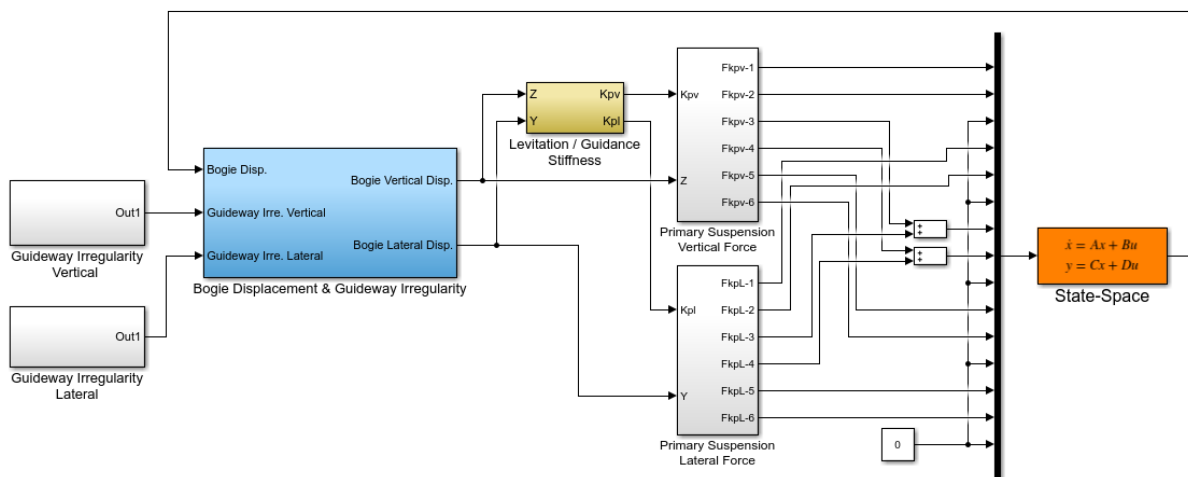 Out1
Guideway Irregularity
Vertical
Out1
Guideway Irregularity
Lateral
Bogie Disp.
Guideway Irre. Vertical
Guideway Irre. Lateral
Bogie Vertical Disp.
Bogie Lateral Disp.
Bogie Displacement & Guideway Irregularity
Z
Y
Kpv
Kpl
Levitation / Guidance
Stiffness
Kpv
Z
Fkpv-1
Fkpv-2
Fkpv-3
Fkpv-4
Fkpv-5
Fkpv-6
Primary Suspension
Vertical Force
Kpl
Y
FkpL-1
FkpL-2
FkpL-3
FkpL-4
FkpL-5
FkpL-6
Primary Suspension
Lateral Force
+
+
+
+
0
ẋ = Ax + Bu
y = Cx + Du
State-Space